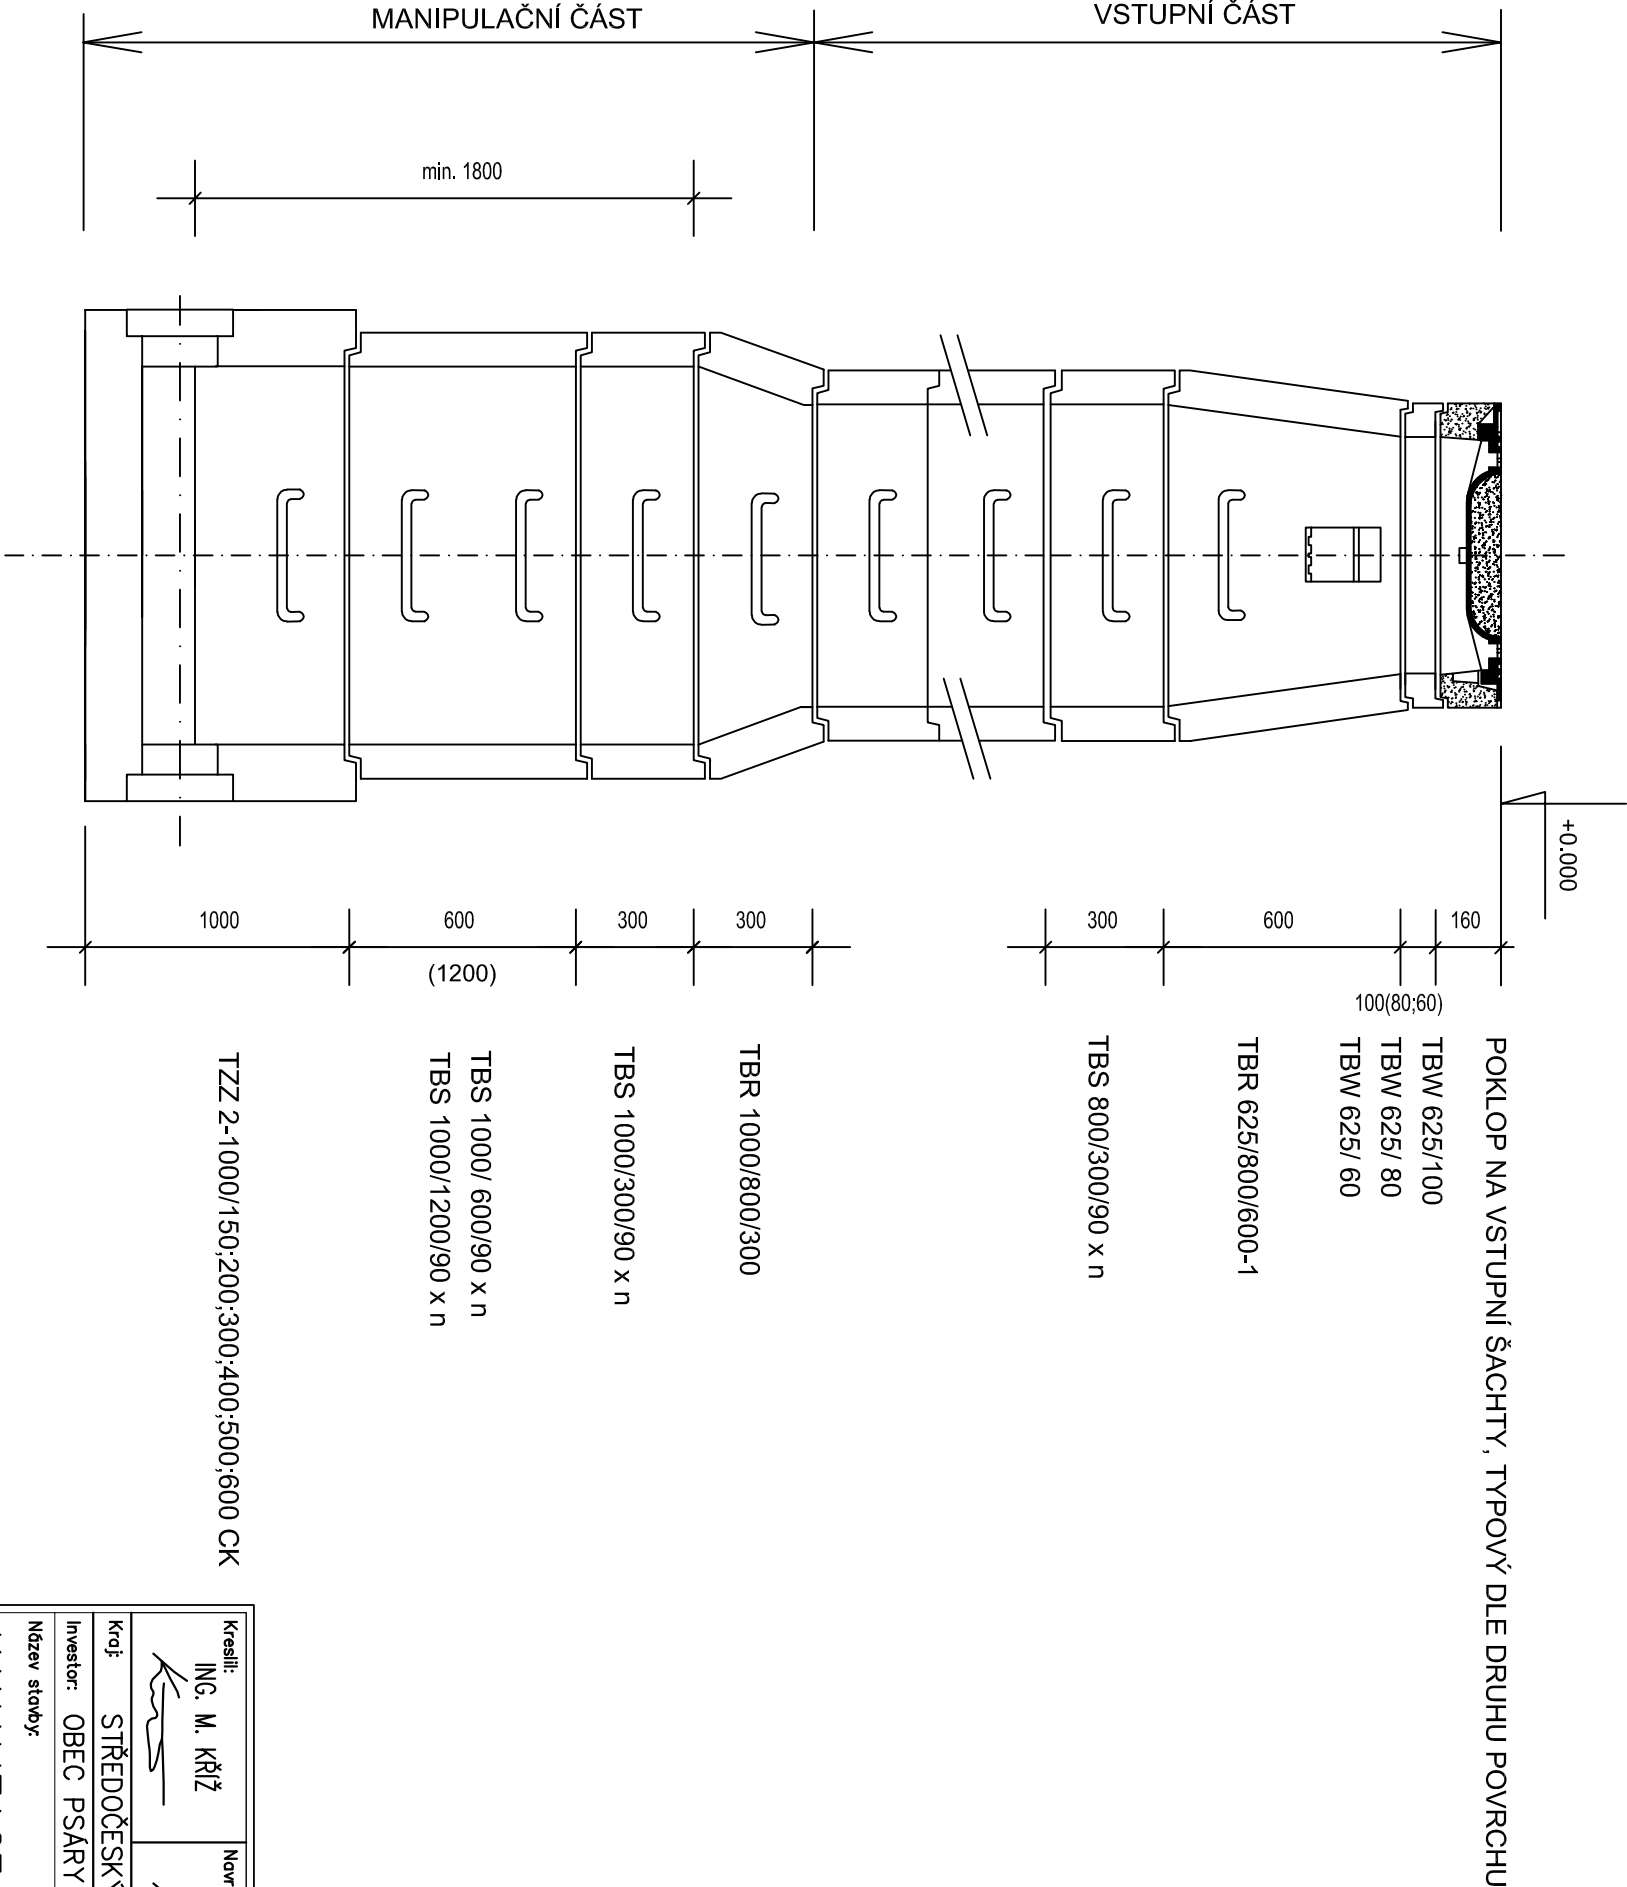 MANIPULAČNÍ ČÁST
VSTUPNÍ ČÁST
min. 1800
+0.000
1000
600
(1200)
300
300
300
600
160
100(80;60)
POKLOP NA VSTUPNÍ ŠACHTY, TYPOVÝ DLE DRUHU POVRCHU
TBW 625/100
TBW 625/ 80
TBW 625/ 60
TBR 625/800/600-1
TBS 800/300/90 x n
TBR 1000/800/300
TBS 1000/300/90 x n
TBS 1000/ 600/90 x n
TBS 1000/1200/90 x n
TZZ 2-1000/150;200;300;400;500;600 CK
Kreslil:
ING. M. KŘÍŽ
Navr
Kraj: STŘEDOČESKÝ
Investor: OBEC PSÁRY
Název stavby: